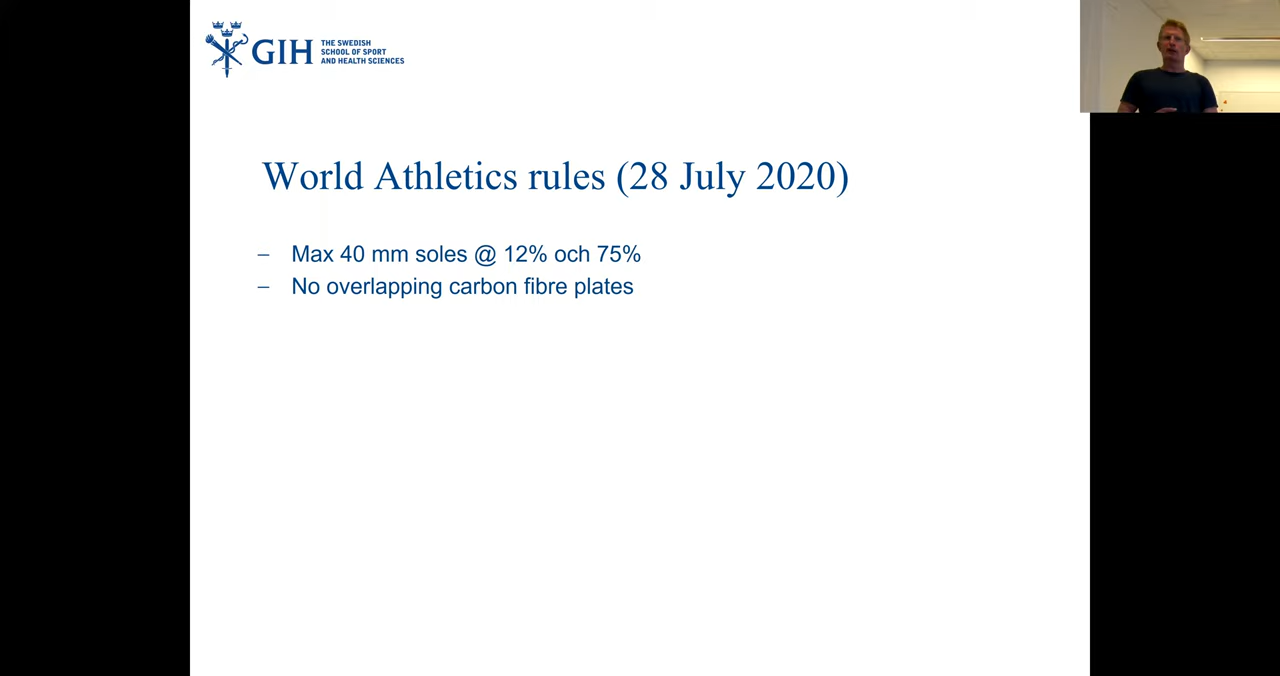 GIH
THE SWEDISH
SCHOOL OF SPORT
AND HEALTH SCIENCES
World Athletics rules (28 July 2020)
– Max 40 mm soles @ 12% och 75%
– No overlapping carbon fibre plates